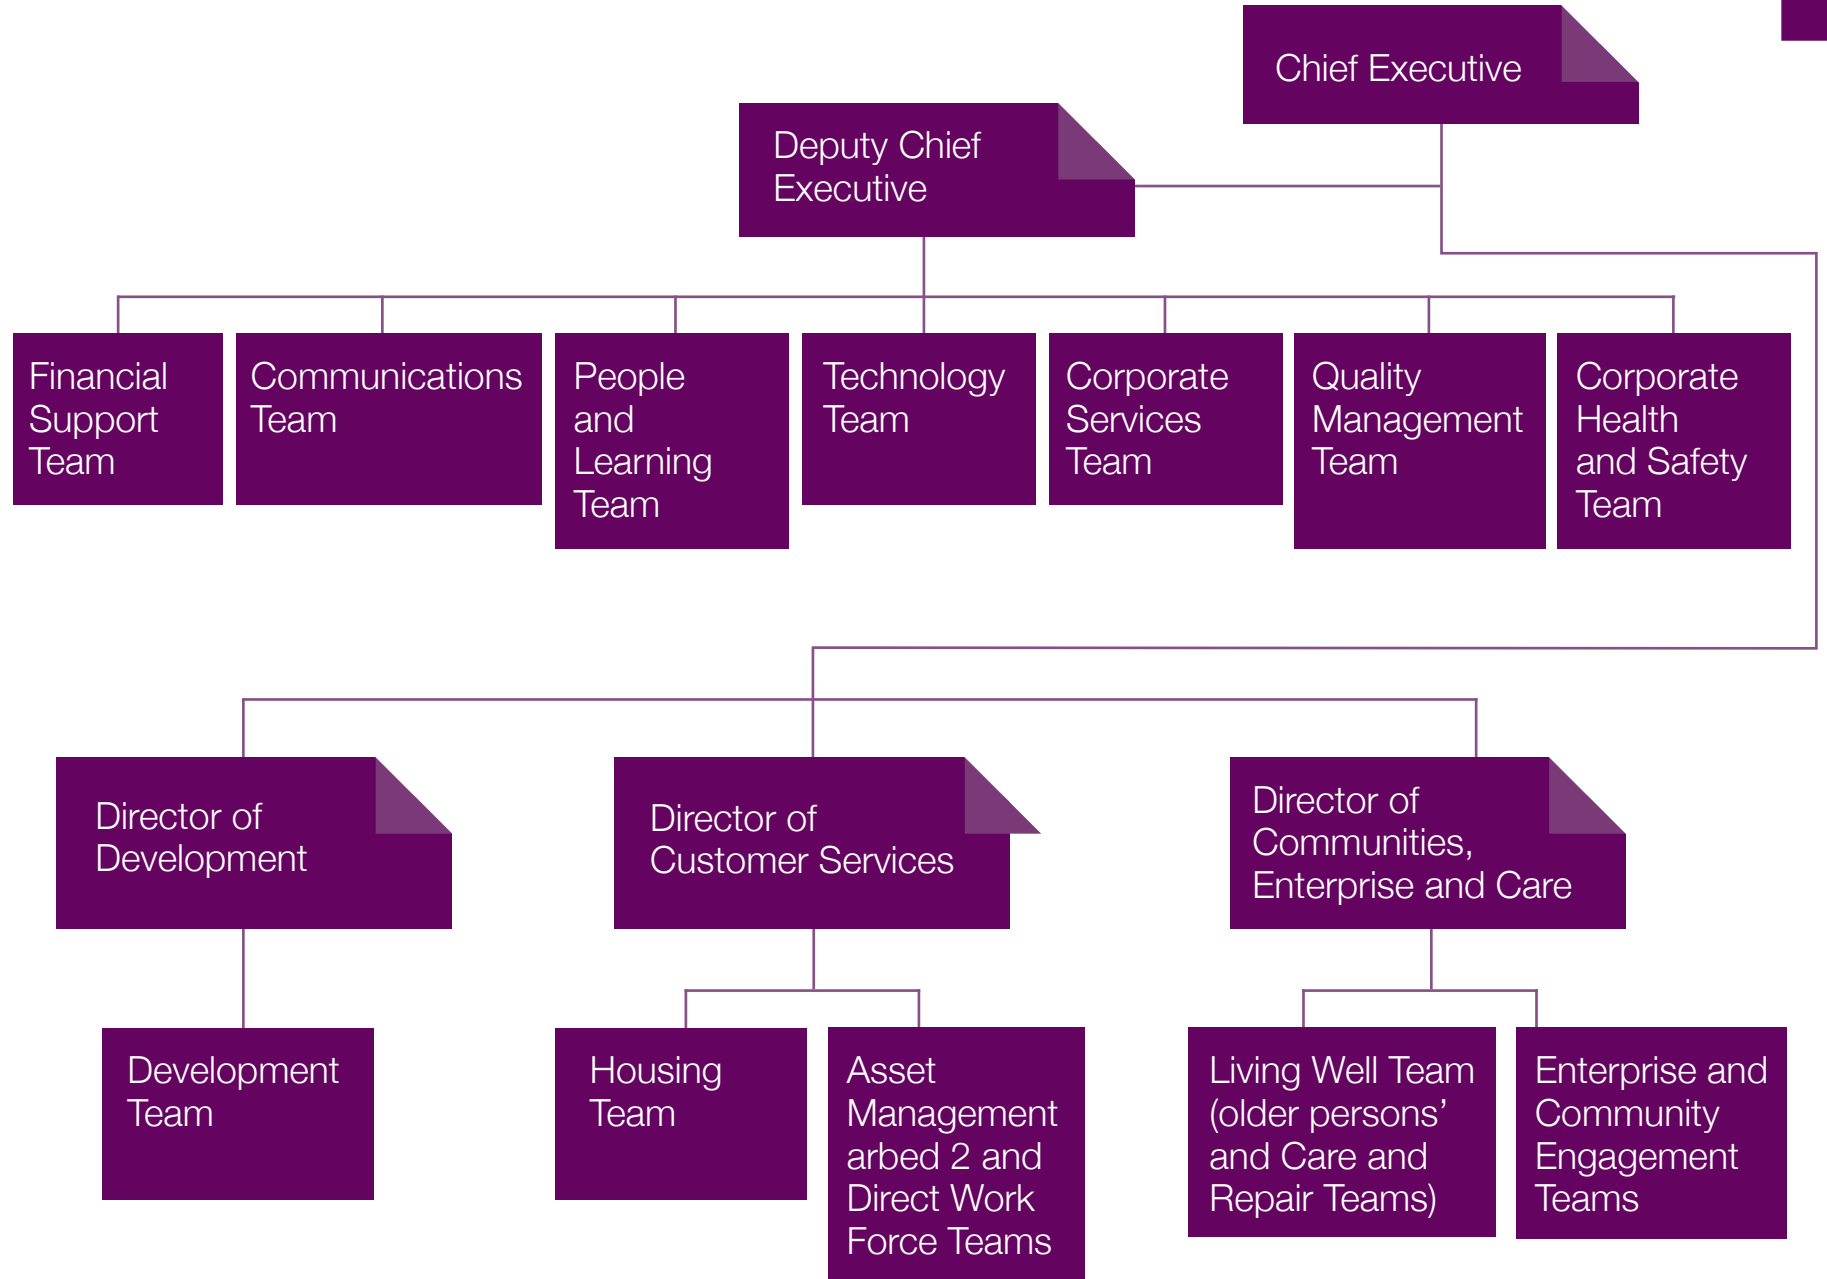 Chief Executive
Deputy Chief
Executive
Financial
Support
Team
Communications
Team
People
and
Learning
Team
Technology
Team
Corporate
Services
Team
Quality
Management
Team
Corporate
Health
and Safety
Team
Director of
Development
Director of
Customer Services
Director of
Communities,
Enterprise and Care
Development
Team
Housing
Team
Asset
Management
arbed 2 and
Direct Work
Force Teams
Living Well Team
(older persons’
and Care and
Repair Teams)
Enterprise and
Community
Engagement
Teams